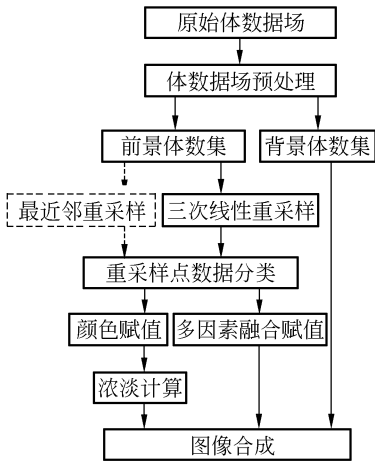 原始体数据场
体数据场预处理
前景体数集
背景体数集
最近邻重采样
三次线性重采样
重采样点数据分类
颜色赋值
多因素融合赋值
浓淡计算
图像合成